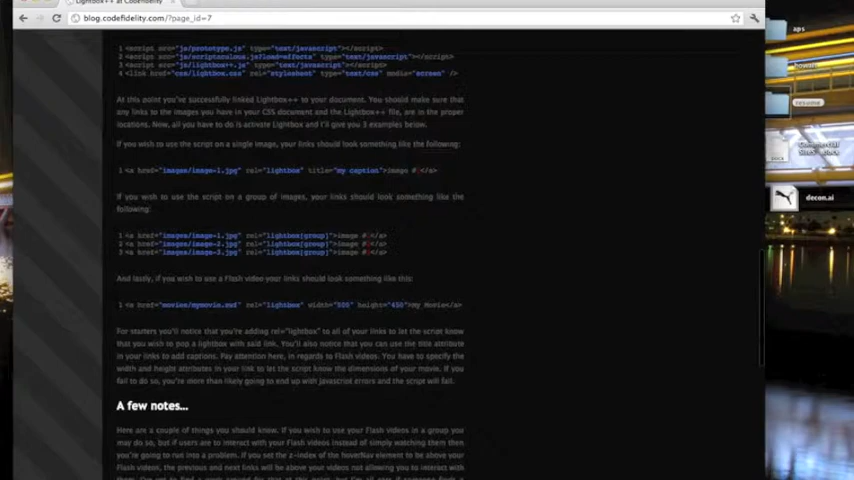 Lightbox++ at Codefidelity
blog.codefidelity.com/?page_id=7
aps
1 <script src="js/prototype.js" type="text/javascript"></script>
2 <script src="js/scriptaculous.js?load=effects" type="text/javascript"></script>
3 <script src="js/lightbox++.js" type="text/javascript"></script>
4 <link href="css/lightbox.css" rel="stylesheet" type="text/css" media="screen" />
resume
At this point you've successfully linked Lightbox++ to your document. You should make sure that
any links to the images you have in your CSS document and the Lightbox++ file, are in the proper
locations. Now, all you have to do is activate Lightbox and I'll give you 3 examples below.
If you wish to use the script on a single image, your links should look something like the following:
Commercial
1 <a href="images/image-1.jpg" rel="lightbox" title="my caption">image #</a>
If you wish to use the script on a group of images, your links should look something like the
following:
decon.ai
1 <a href="images/image-1.jpg" rel="lightbox[group]">image #</a>
2 <a href="images/image-2.jpg" rel="lightbox[group]">image #</a>
3 <a href="images/image-3.jpg" rel="lightbox[group]">image #</a>
And lastly, if you wish to use a Flash video your links should look something like this:
1 <a href="movies/mymovie.swf" rel="lightbox" width="500" height="450">my Movie</a>
For starters you'll notice that you're adding rel="lightbox" to all of your links to let the script know
that you wish to pop a lightbox with said link. You'll also notice that you can use the title attribute
in your links to add captions. Pay attention here, in regards to Flash videos. You have to specify the
width and height attributes in your link to let the script know the dimensions of your movie. If you
fail to do so, you're more than likely going to end up with javascript errors and the script will fail.
A few notes...
Here are a couple of things you should know. If you wish to use your Flash videos in a group you
may do so, but if users are to interact with your Flash videos instead of simply watching them then
you're going to run into a problem. If you set the z-index of the hoverNav element to be above your
Flash videos, the previous and next links will be above your videos not allowing you to interact with